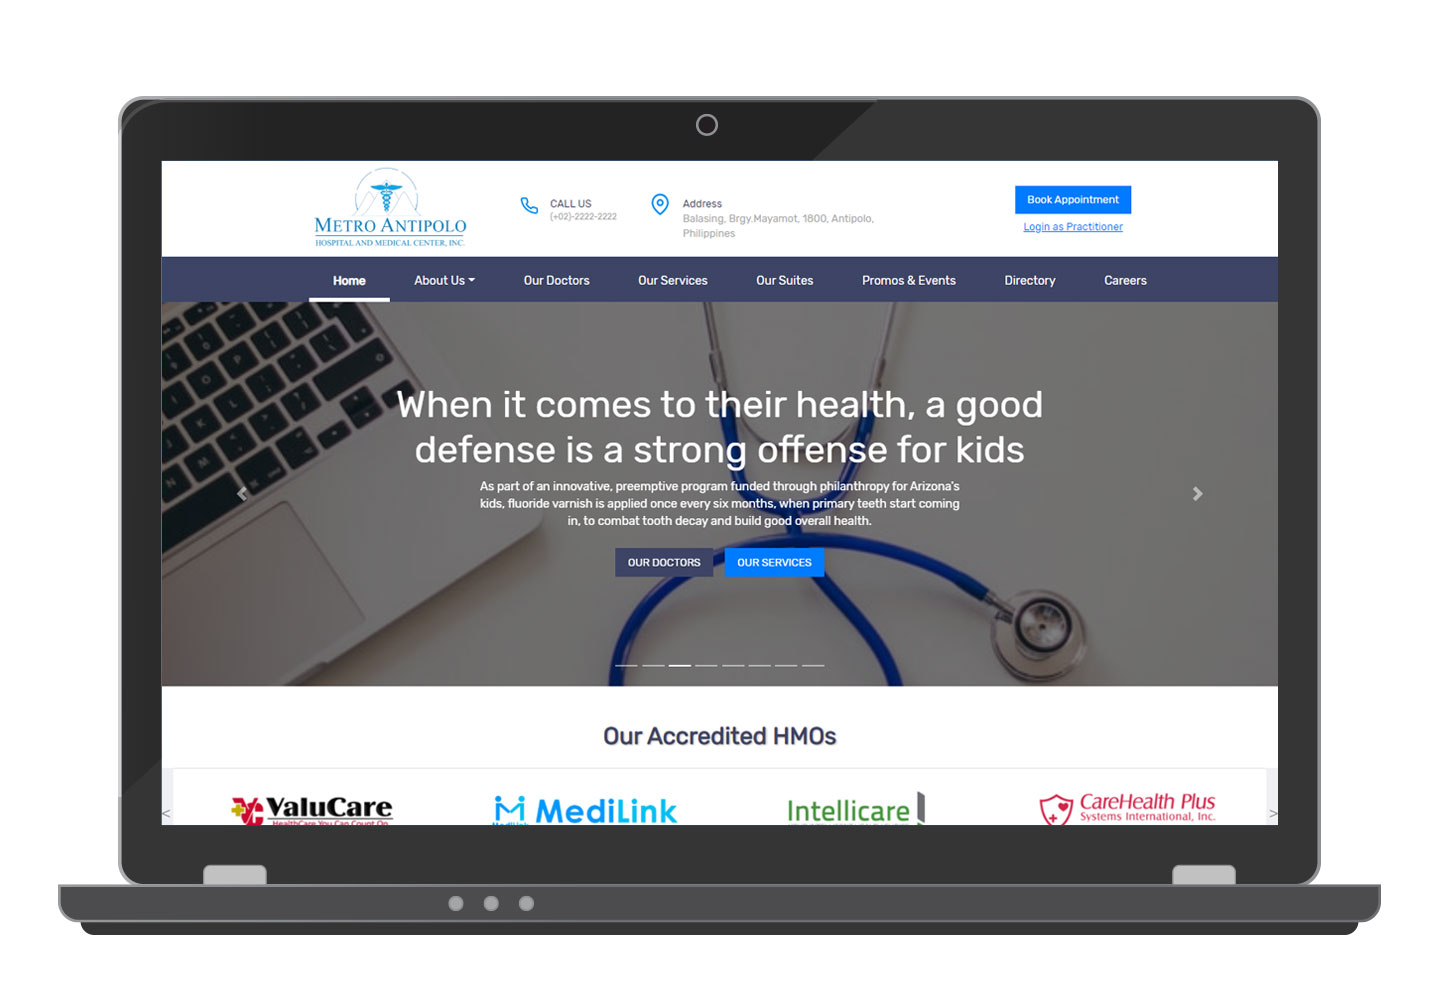 METRO ANTIPOLO
HOSPITAL AND MEDICAL CENTER, INC.
CALL US
(+02)-2222-2222
Address
Balasing, Brgy.Mayamot, 1800, Antipolo,
Philippines
Book Appointment
Login as Practitioner
Home
About Us
Our Doctors
Our Services
Our Suites
Promos & Events
Directory
Careers
When it comes to their health, a good
defense is a strong offense for kids
As part of an innovative, preemptive program funded through philanthropy for Arizona's
kids, fluoride varnish is applied once every six months, when primary teeth start coming
in, to combat tooth decay and build good overall health.
OUR DOCTORS
OUR SERVICES
Our Accredited HMOs
<
ValuCare
HealthCare You Can Count On
MediLink
MediLink
Intellicare
CareHealth Plus
Systems International, Inc.
>